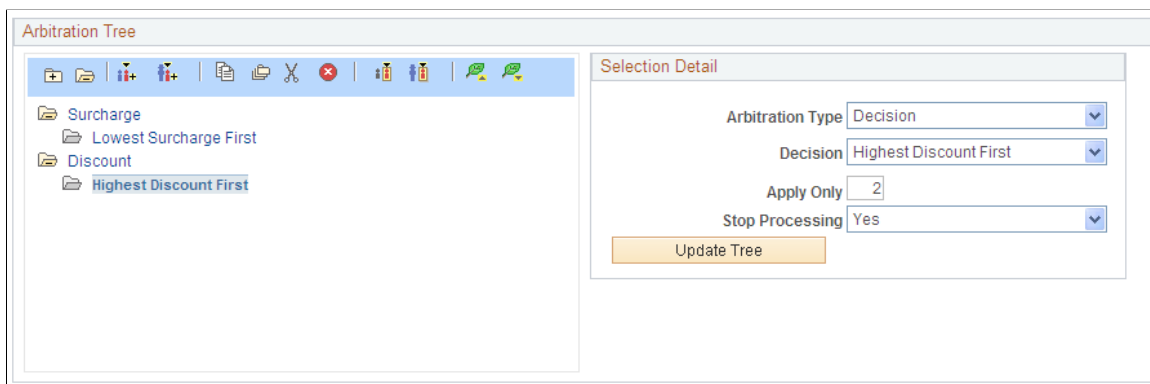 Arbitration Tree
Surcharge
Lowest Surcharge First
Discount
Highest Discount First
Selection Detail
Arbitration Type Decision
Decision Highest Discount First
Apply Only 2
Stop Processing Yes
Update Tree